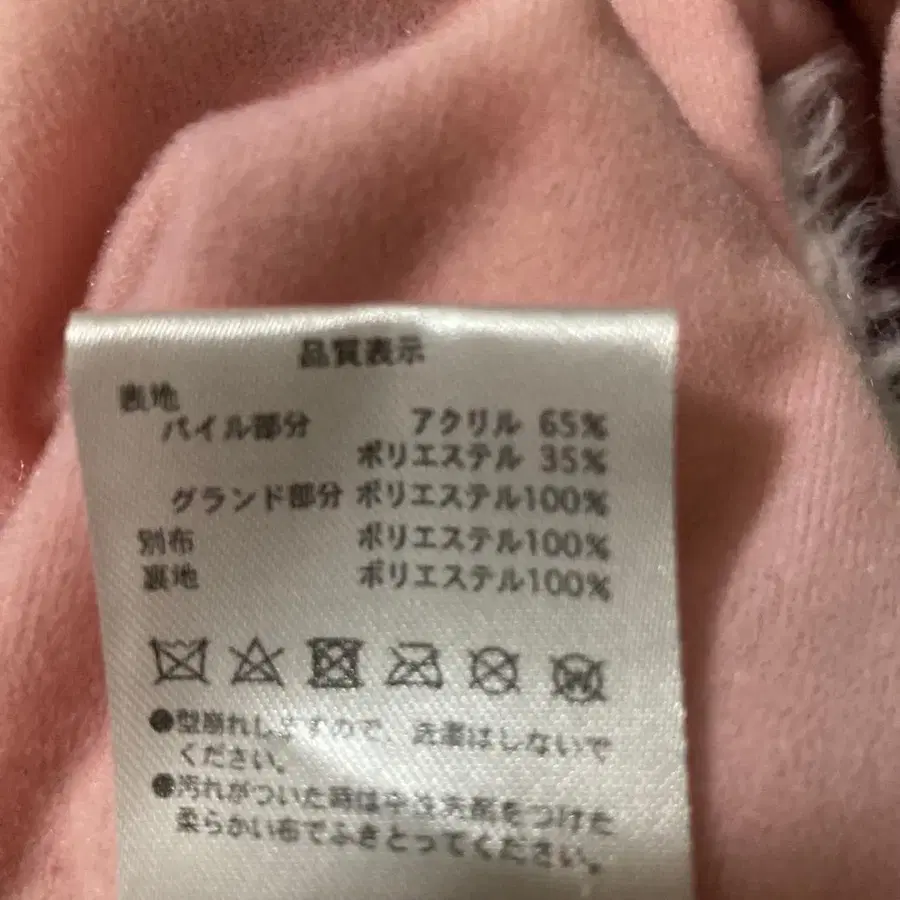 品質表示
表地
パイル部分 アクリル 65%
ポリエステル 35%
グランド部分 ポリエステル100%
別布 ポリエステル100%
裏地 ポリエステル100%
●型崩れしますので、洗濯はしないで
ください。
●汚れがついた時は中性洗剤をつけた
柔らかい布でふきとってください。